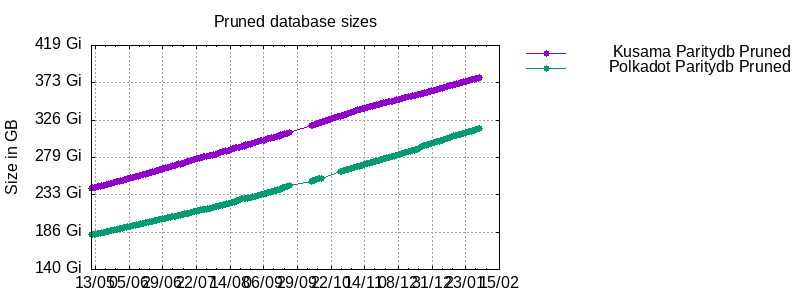 Pruned database sizes
419 Gi
373 Gi
326 Gi
279 Gi
233 Gi
186 Gi
140 Gi
Size in GB
13/05 05/06 29/06 22/07 14/08 06/09 29/09 22/10 14/11 08/12 31/12 23/01 15/02
Kusama Paritydb Pruned
Polkadot Paritydb Pruned